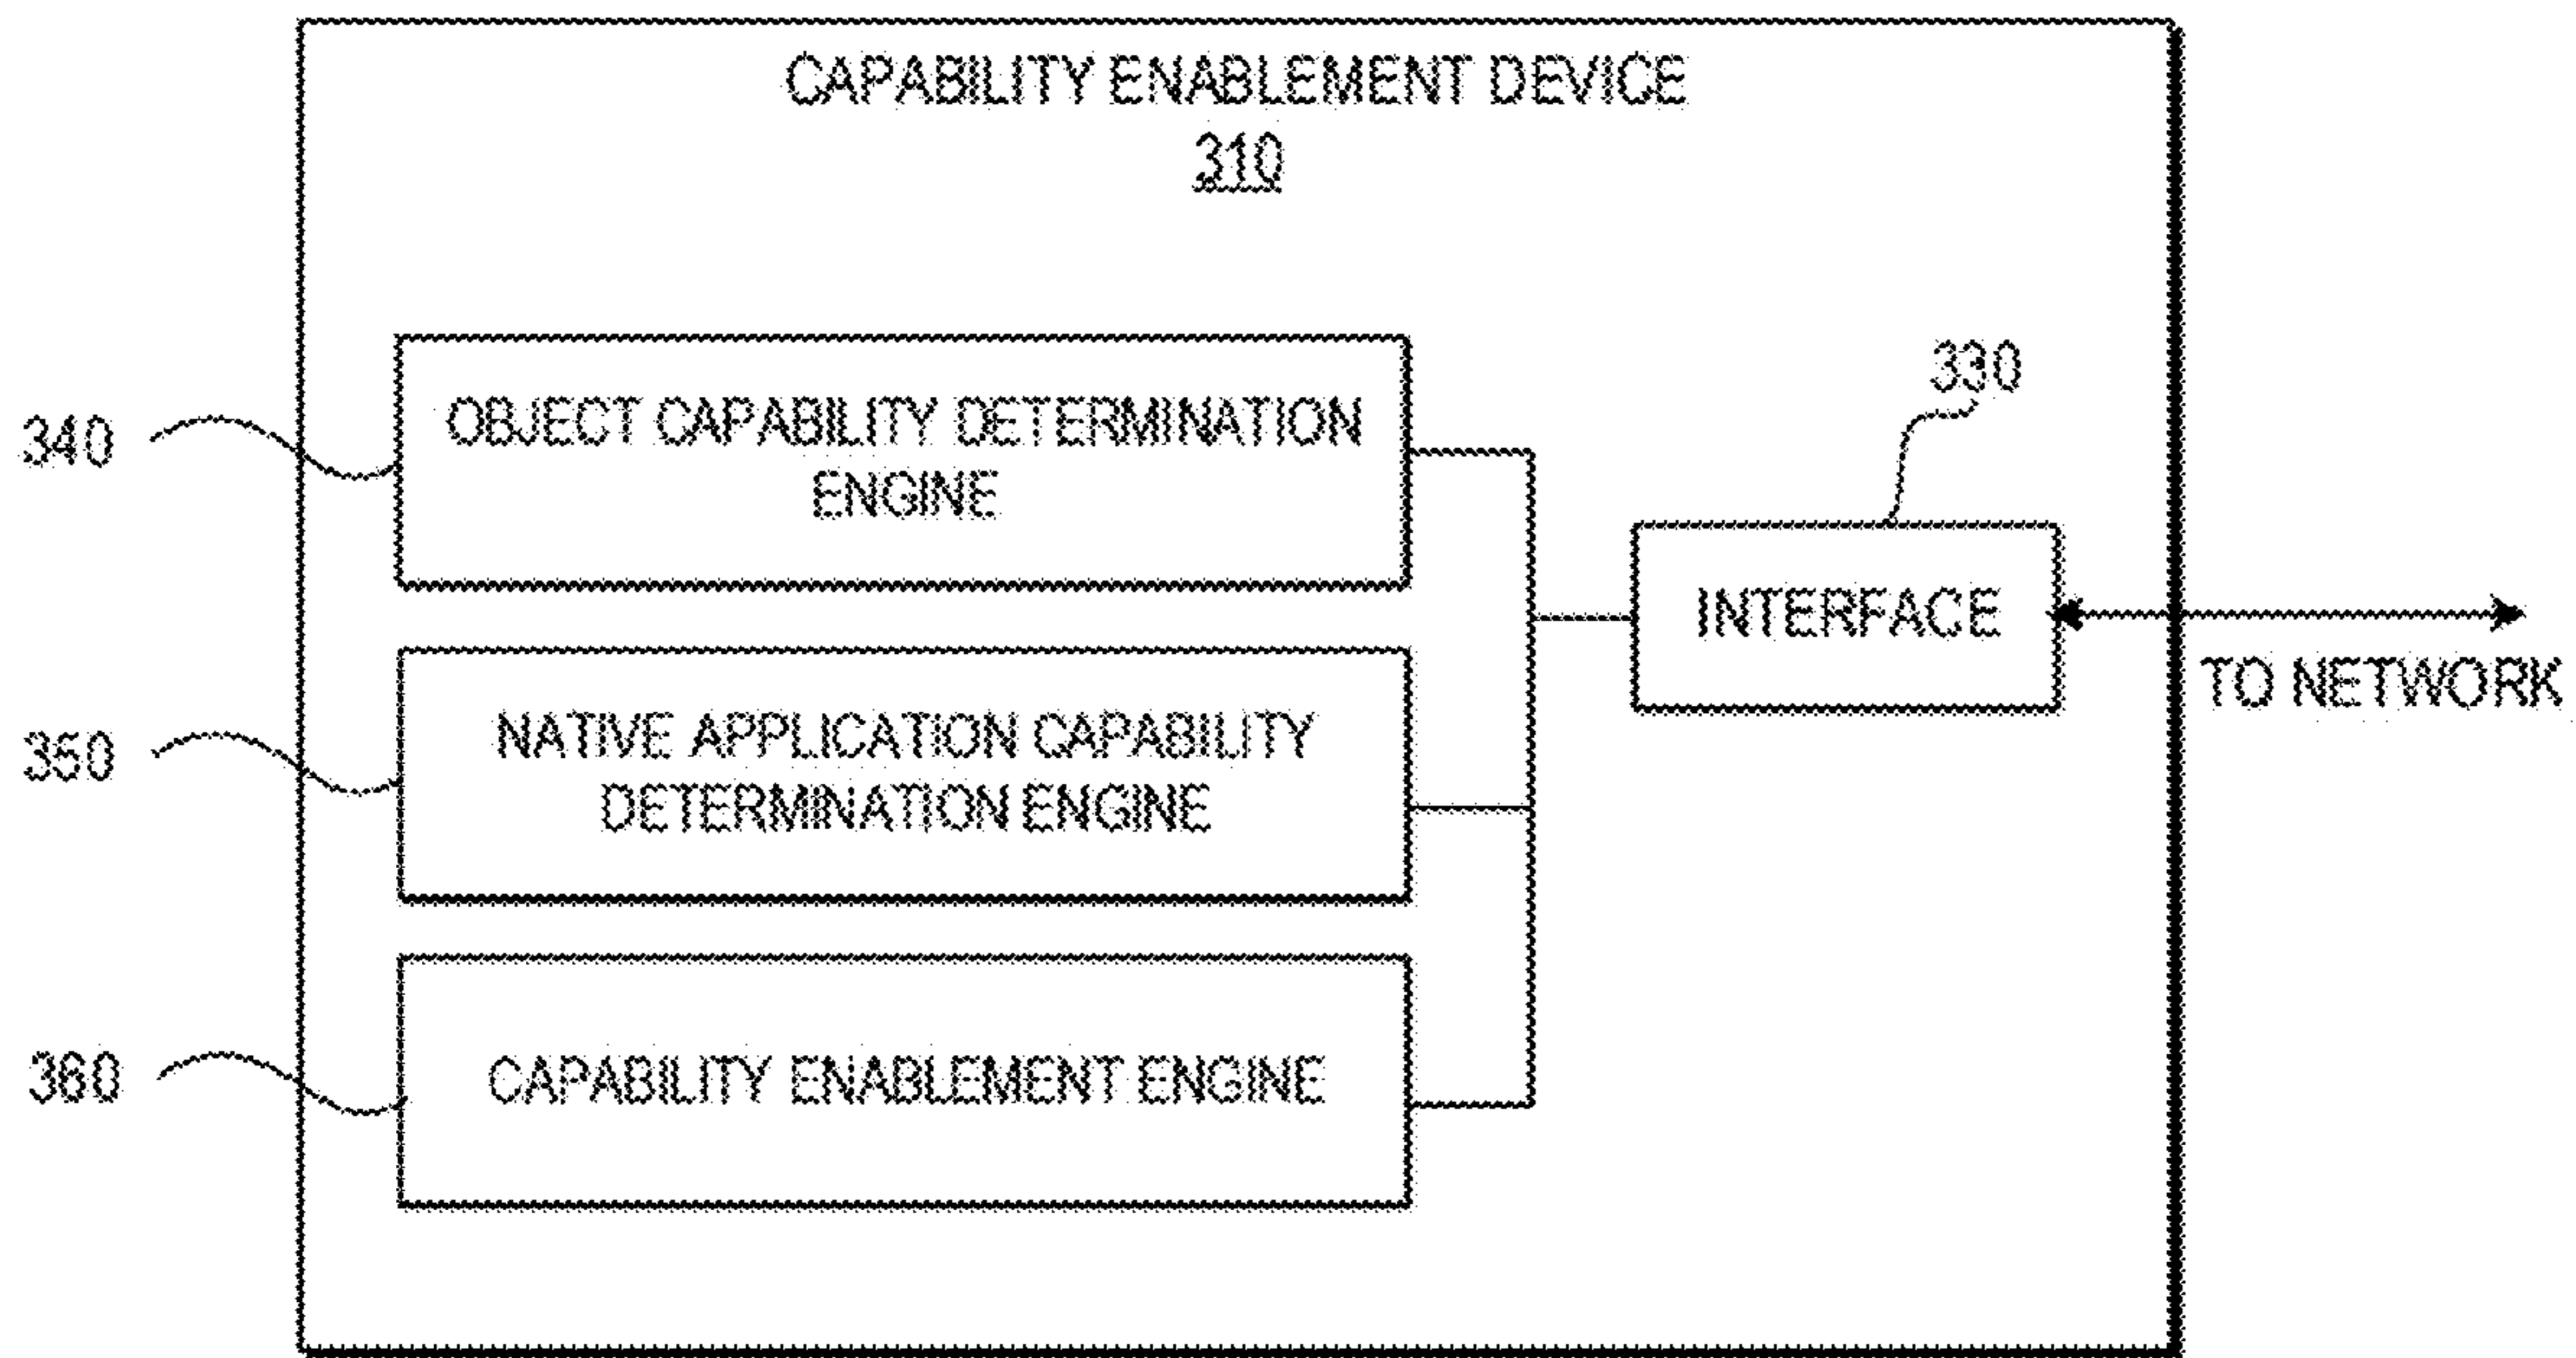 CAPABILITY ENABLEMENT DEVICE
310
340
OBJECT CAPABILITY DETERMINATION
ENGINE
330
INTERFACE
TO NETWORK
350
NATIVE APPLICATION CAPABILITY
DETERMINATION ENGINE
360
CAPABILITY ENABLEMENT ENGINE